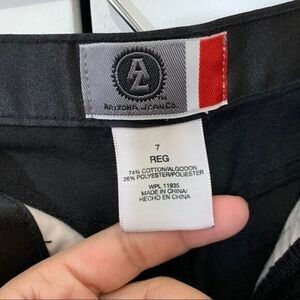 AZ
ARIZONA JEAN CO.
7
REG
74% COTTON/ALGODON
26% POLYESTER/POLIESTER
WPL 11935
MADE IN CHINA/
HECHO EN CHINA